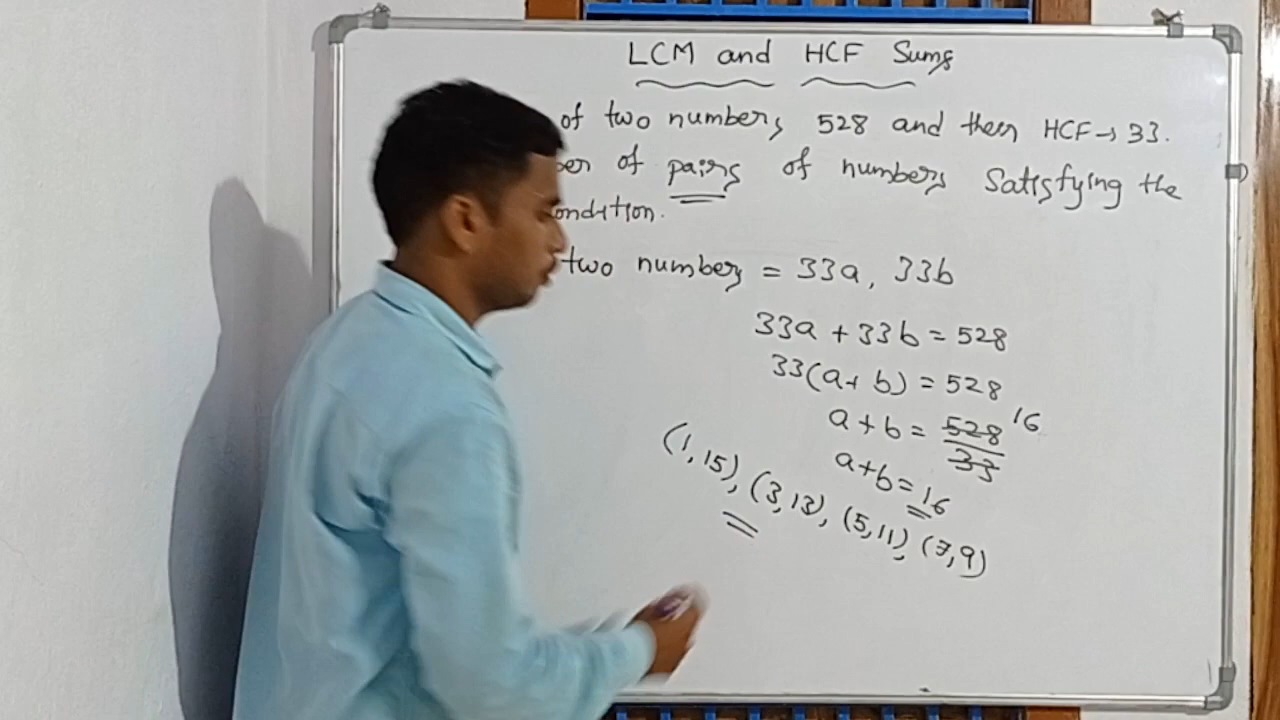 LCM and HCF Sums
of two numbers 528 and their HCF → 33.
of pairs of numbers Satisfying the
condition.
two numbers = 33a, 33b
33a + 33b = 528
33(a + b) = 528
a + b = 528/33 16
a+b = 16
(1,15), (3,13), (5,11), (7,9)